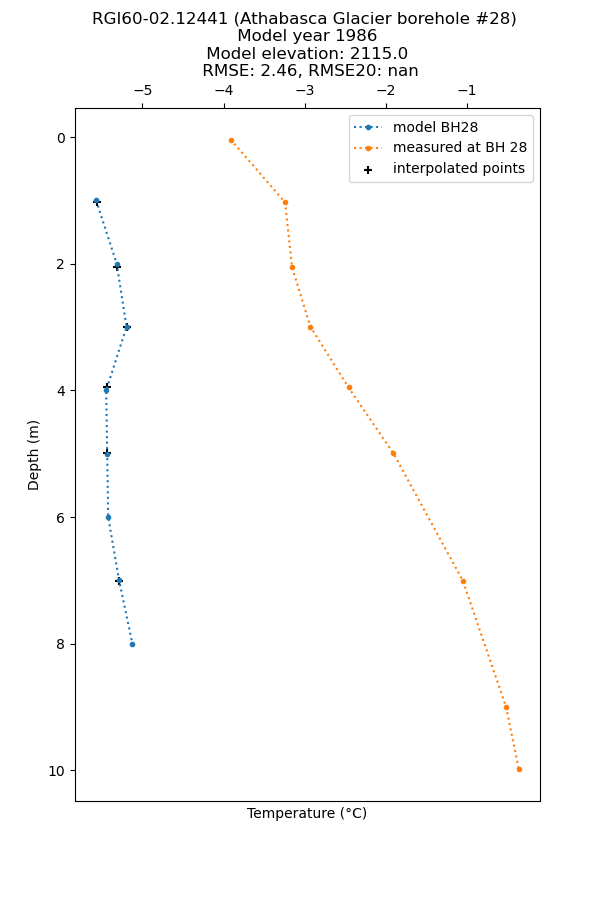 RGI60-02.12441 (Athabasca Glacier borehole #28)
Model year 1986
Model elevation: 2115.0
RMSE: 2.46, RMSE20: nan
−5 −4 −3 −2 −1
model BH28
measured at BH 28
interpolated points
0
2
4
6
8
10
Depth (m)
Temperature (°C)